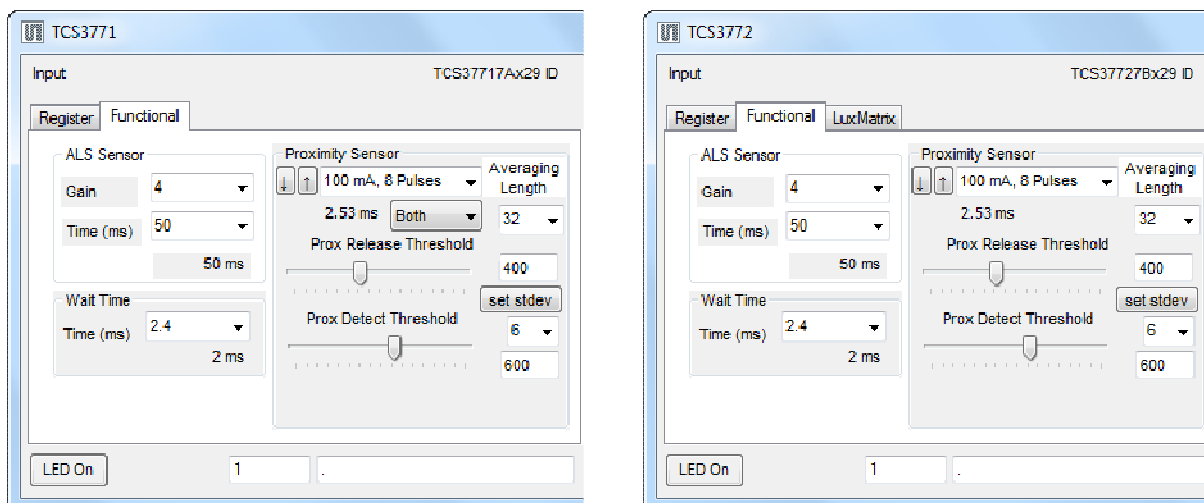 TCS3771
Input
TCS37717Ax29 ID
Register
Functional
ALS Sensor
Gain
4
Time (ms)
50
50 ms
Wait Time
Time (ms)
2.4
2 ms
Proximity Sensor
↓ ↑ 100 mA, 8 Pulses
2.53 ms
Both
Averaging
Length
32
Prox Release Threshold
400
set stdev
Prox Detect Threshold
6
600
LED On
1
.
TCS3772
Input
TCS37727Bx29 ID
Register
Functional
LuxMatrix
ALS Sensor
Gain
4
Time (ms)
50
50 ms
Wait Time
Time (ms)
2.4
2 ms
Proximity Sensor
↓ ↑ 100 mA, 8 Pulses
2.53 ms
Averaging
Length
32
Prox Release Threshold
400
set stdev
Prox Detect Threshold
6
600
LED On
1
.